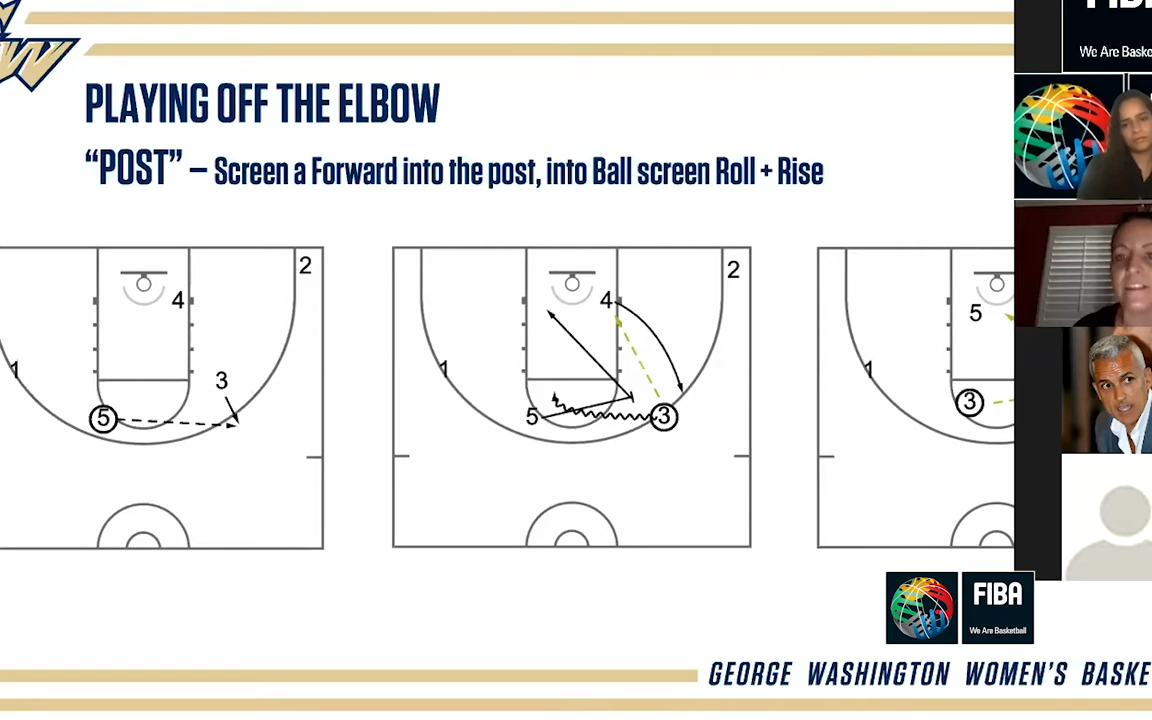 FIBA
We Are Baske
PLAYING OFF THE ELBOW
“POST” – Screen a Forward into the post, into Ball screen Roll + Rise
2
4
3
1
5
2
4
1
5
3
5
1
3
FIBA
We Are Basketball
GEORGE WASHINGTON WOMEN'S BASKE